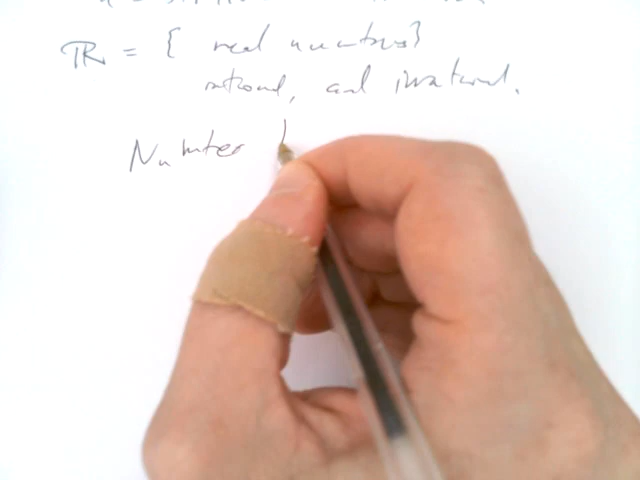 ℝ = { real numbers}
rational, and irrational.
Number